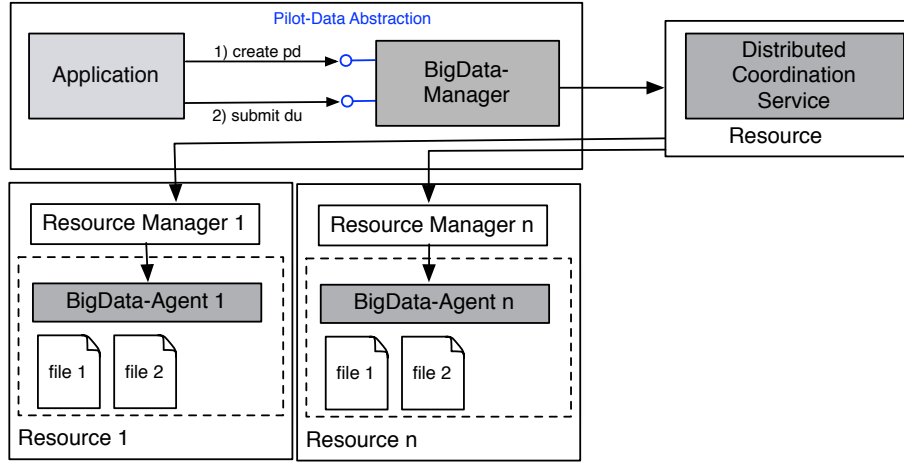 Pilot-Data Abstraction
1) create pd
Application
BigData-
Manager
2) submit du
Distributed
Coordination
Service
Resource
Resource Manager 1
Resource Manager n
BigData-Agent 1
BigData-Agent n
file 1
file 2
file 1
file 2
Resource 1
Resource n